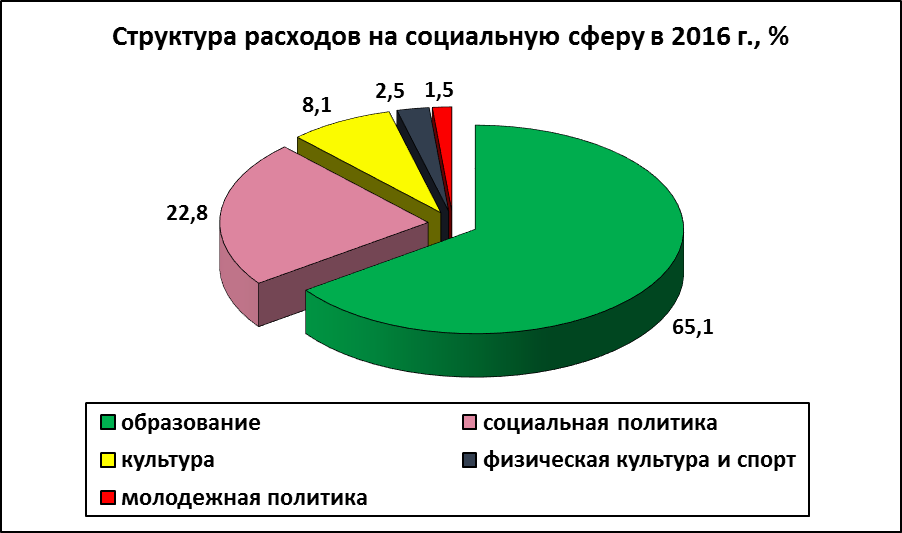 Структура расходов на социальную сферу в 2016 г., %
2,5 1,5
8,1
22,8
65,1
образование социальная политика
культура физическая культура и спорт
молодежная политика